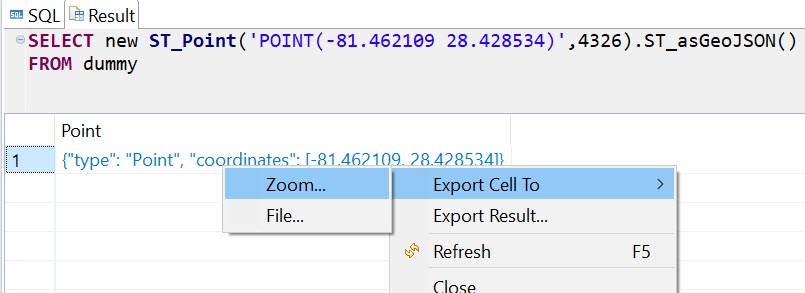 SQL Result
SELECT new ST_Point('POINT(-81.462109 28.428534)',4326).ST_asGeoJSON()
FROM dummy
Point
1 {"type": "Point", "coordinates": [-81.462109, 28.428534]}
Zoom... Export Cell To
File... Export Result...
Refresh F5
Close